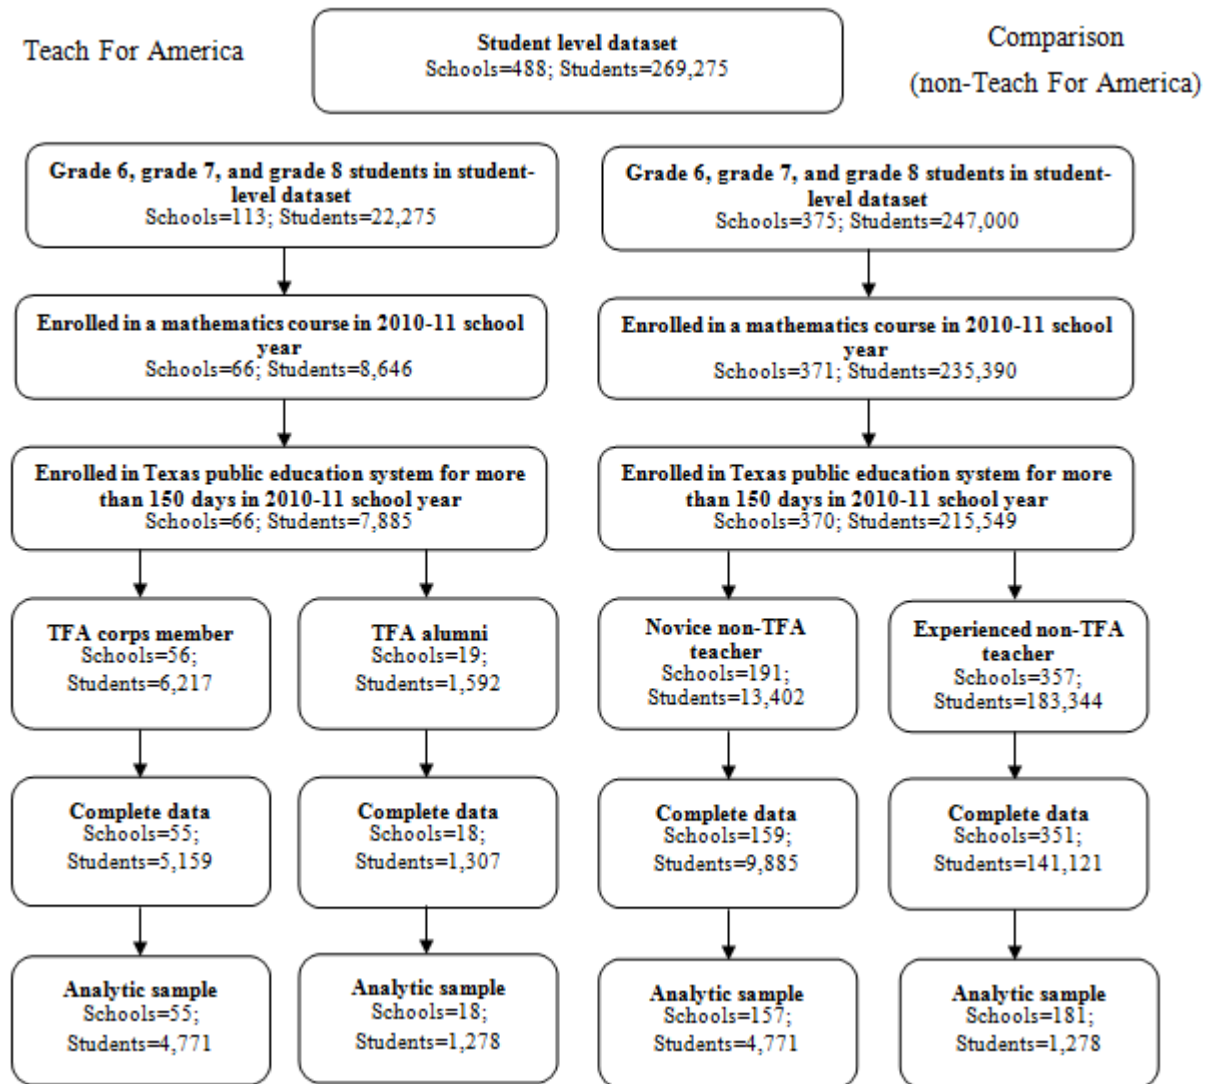 Teach For America
Student level dataset
Schools=488; Students=269,275
Comparison
(non-Teach For America)
Grade 6, grade 7, and grade 8 students in student-
level dataset
Schools=113; Students=22,275
Grade 6, grade 7, and grade 8 students in student-
level dataset
Schools=375; Students=247,000
Enrolled in a mathematics course in 2010-11 school
year
Schools=66; Students=8,646
Enrolled in a mathematics course in 2010-11 school
year
Schools=371; Students=235,390
Enrolled in Texas public education system for more
than 150 days in 2010-11 school year
Schools=66; Students=7,885
Enrolled in Texas public education system for more
than 150 days in 2010-11 school year
Schools=370; Students=215,549
TFA corps member
Schools=56;
Students=6,217
TFA alumni
Schools=19;
Students=1,592
Novice non-TFA
teacher
Schools=191;
Students=13,402
Experienced non-TFA
teacher
Schools=357;
Students=183,344
Complete data
Schools=55;
Students=5,159
Complete data
Schools=18;
Students=1,307
Complete data
Schools=159;
Students=9,885
Complete data
Schools=351;
Students=141,121
Analytic sample
Schools=55;
Students=4,771
Analytic sample
Schools=18;
Students=1,278
Analytic sample
Schools=157;
Students=4,771
Analytic sample
Schools=181;
Students=1,278